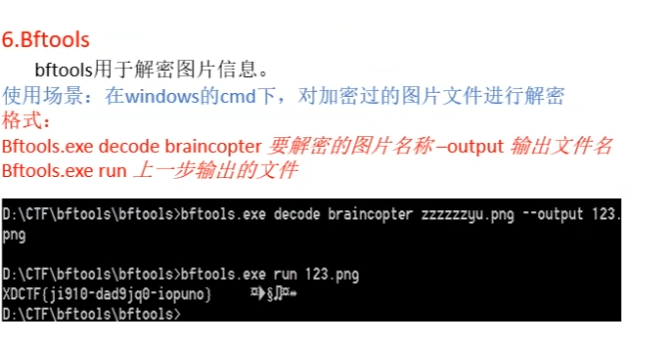 6.Bftools
bftools用于解密图片信息。
使用场景：在windows的cmd下，对加密过的图片文件进行解密
格式：
Bftools.exe decode braincopter 要解密的图片名称 –output 输出文件名
Bftools.exe run 上一步输出的文件
D:\CTF\bftools\bftools>bftools.exe decode braincopter zzzzzzyu.png --output 123.
png
D:\CTF\bftools\bftools>bftools.exe run 123.png
XDCTF{ji910-dad9jq0-iopuno}
D:\CTF\bftools\bftools>